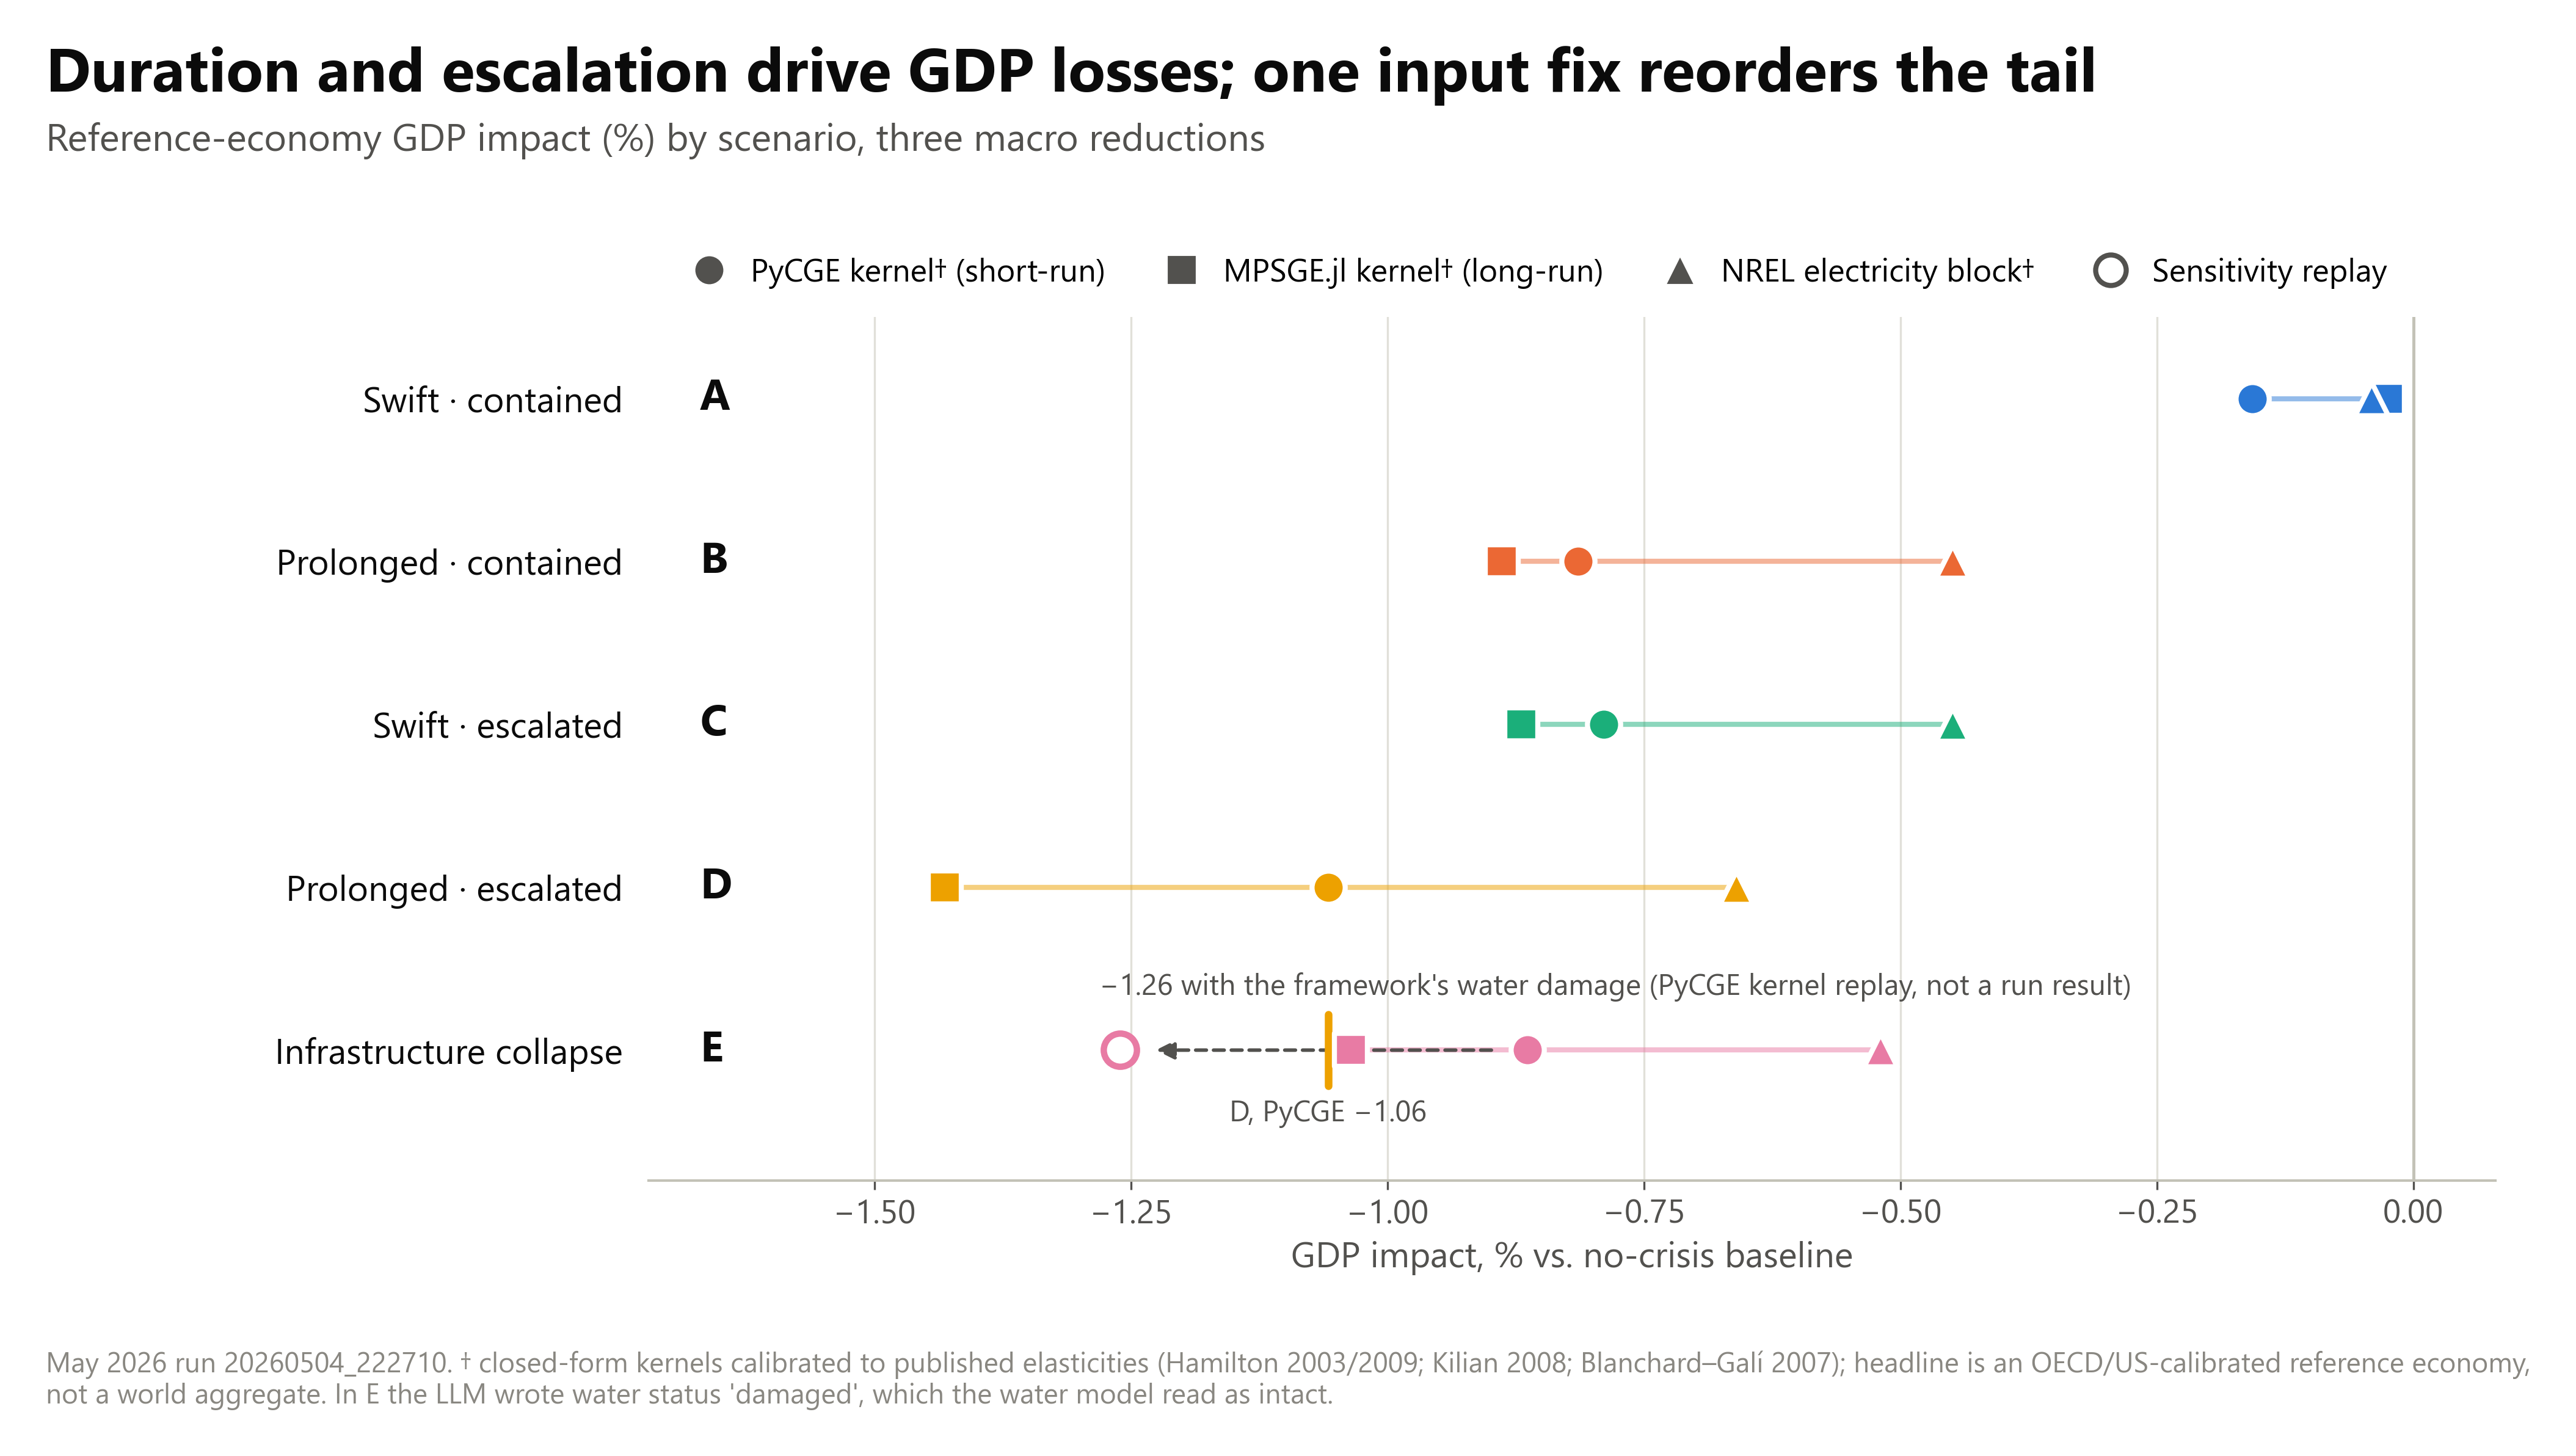 Duration and escalation drive GDP losses; one input fix reorders the tail
Reference-economy GDP impact (%) by scenario, three macro reductions
PyCGE kernel† (short-run)
MPSGE.jl kernel† (long-run)
NREL electricity block†
Sensitivity replay
Swift · contained A
Prolonged · contained B
Swift · escalated C
Prolonged · escalated D
−1.26 with the framework's water damage (PyCGE kernel replay, not a run result)
Infrastructure collapse E
D, PyCGE −1.06
−1.50 −1.25 −1.00 −0.75 −0.50 −0.25 0.00
GDP impact, % vs. no-crisis baseline
May 2026 run 20260504_222710. † closed-form kernels calibrated to published elasticities (Hamilton 2003/2009; Kilian 2008; Blanchard–Galí 2007); headline is an OECD/US-calibrated reference economy,
not a world aggregate. In E the LLM wrote water status 'damaged', which the water model read as intact.